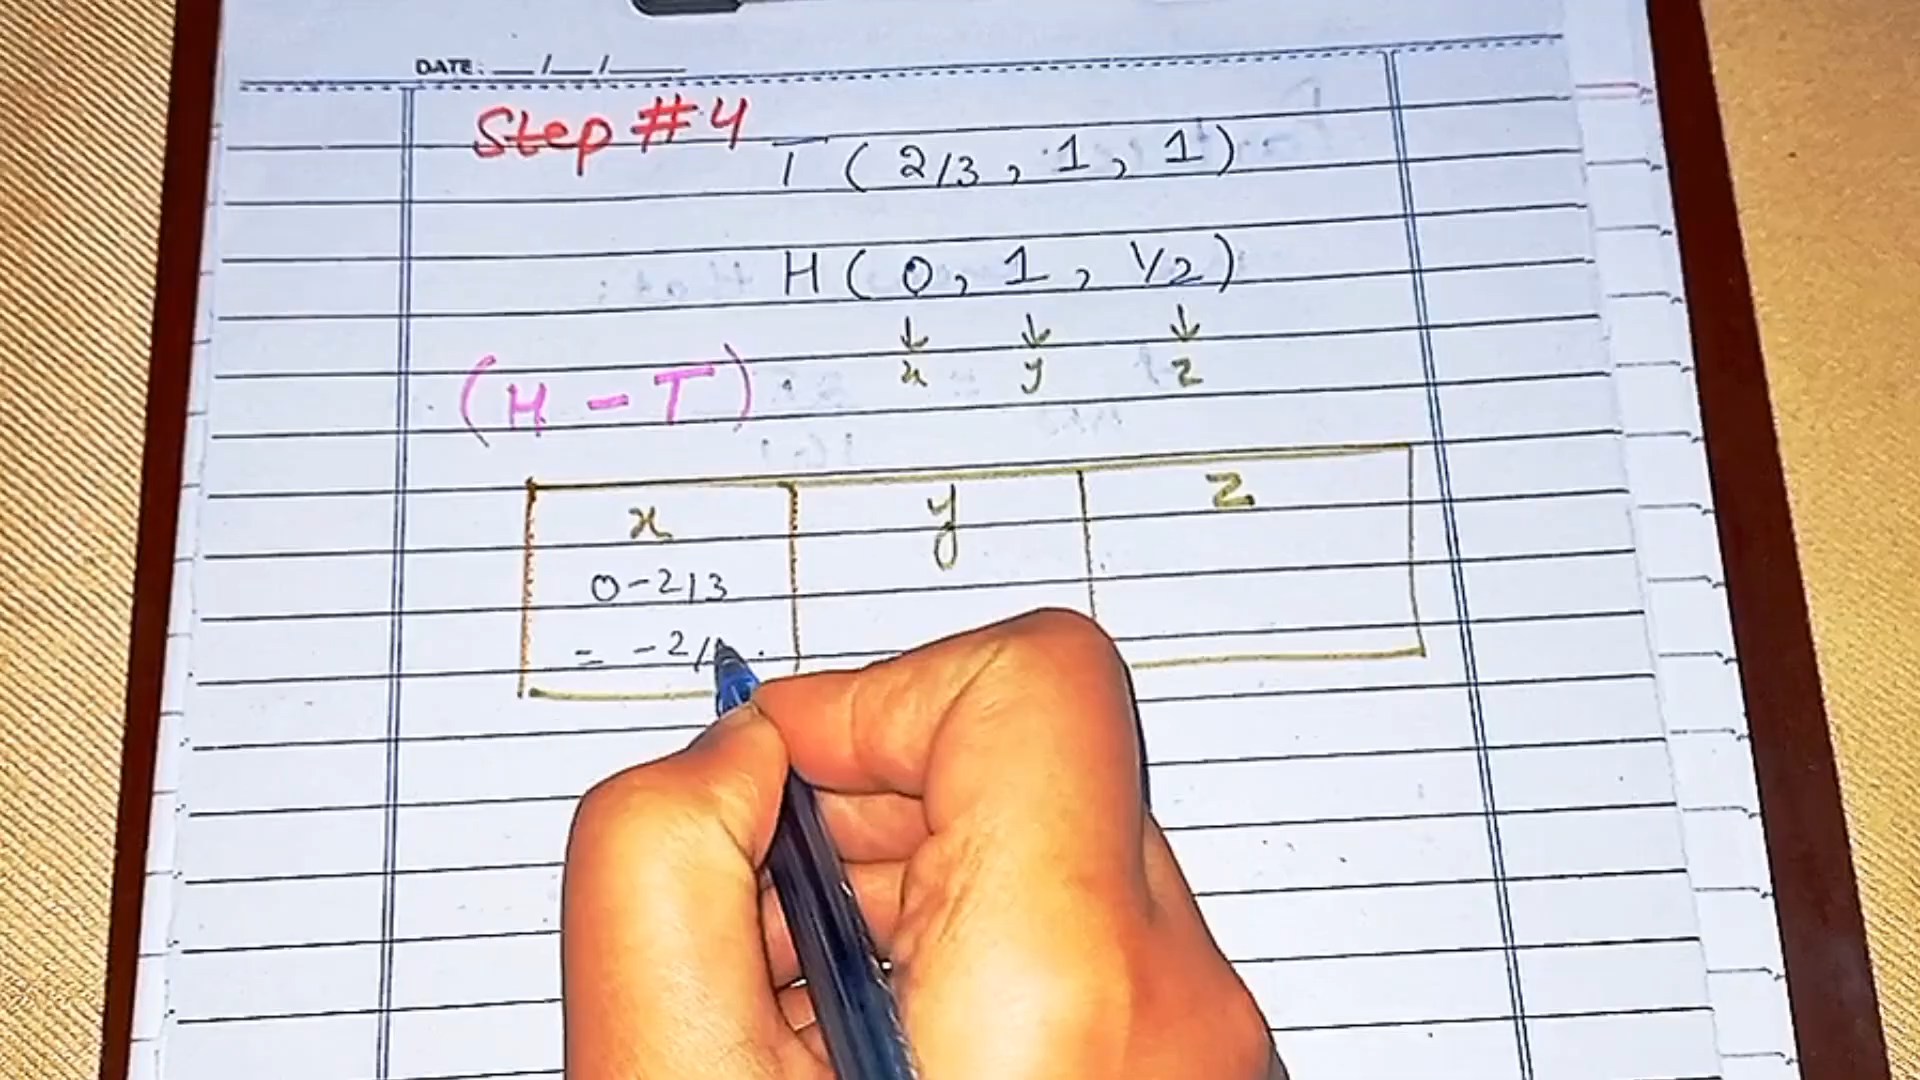 DATE: __/__/____
Step #4
T ( 2/3 , 1 , 1 )
H ( 0 , 1 , 1/2 )
↓ ↓ ↓
x y z
(H - T)
x y z
0 - 2/3
= - 2/